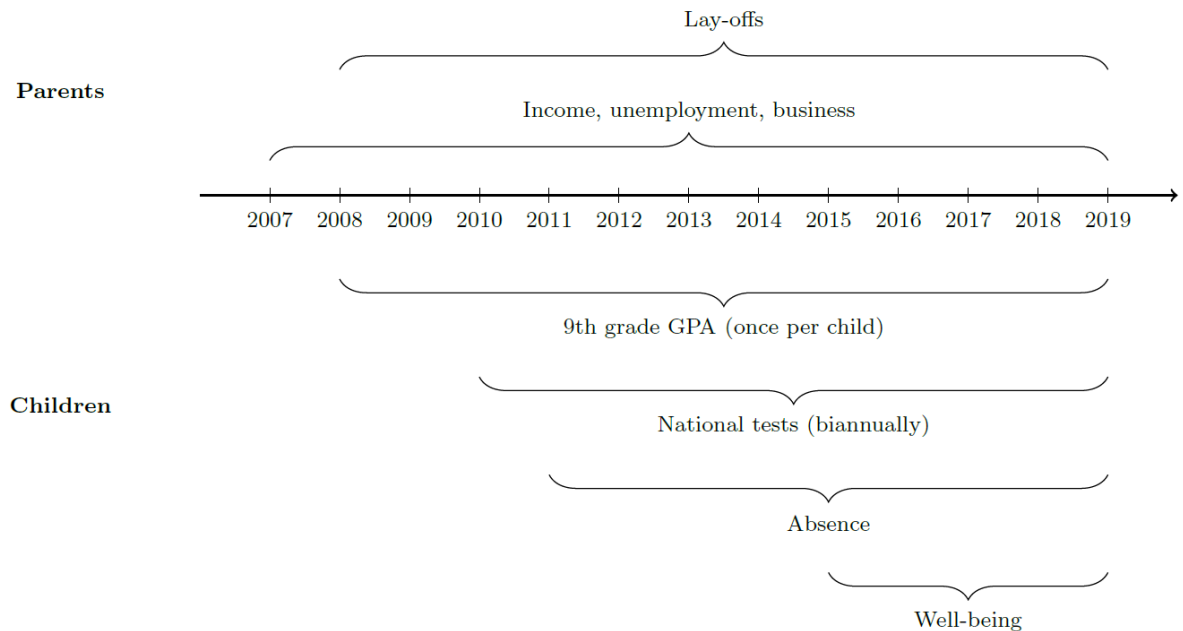 Lay-offs
Parents
Income, unemployment, business
2007 2008 2009 2010 2011 2012 2013 2014 2015 2016 2017 2018 2019
9th grade GPA (once per child)
Children
National tests (biannually)
Absence
Well-being